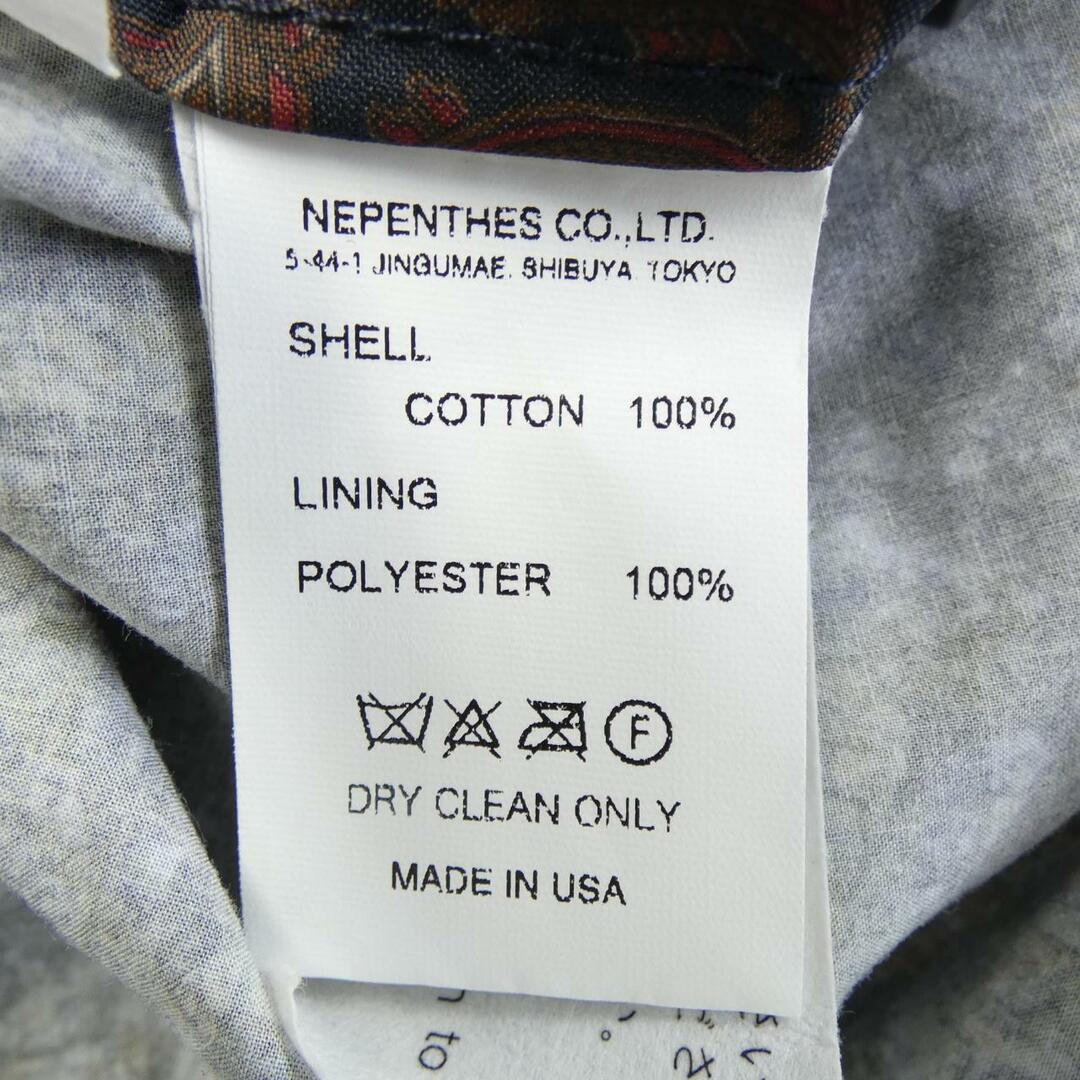 NEPENTHES CO.,LTD.
5-44-1 JINGUMAE, SHIBUYA, TOKYO
SHELL
COTTON 100%
LINING
POLYESTER 100%
F
DRY CLEAN ONLY
MADE IN USA
to